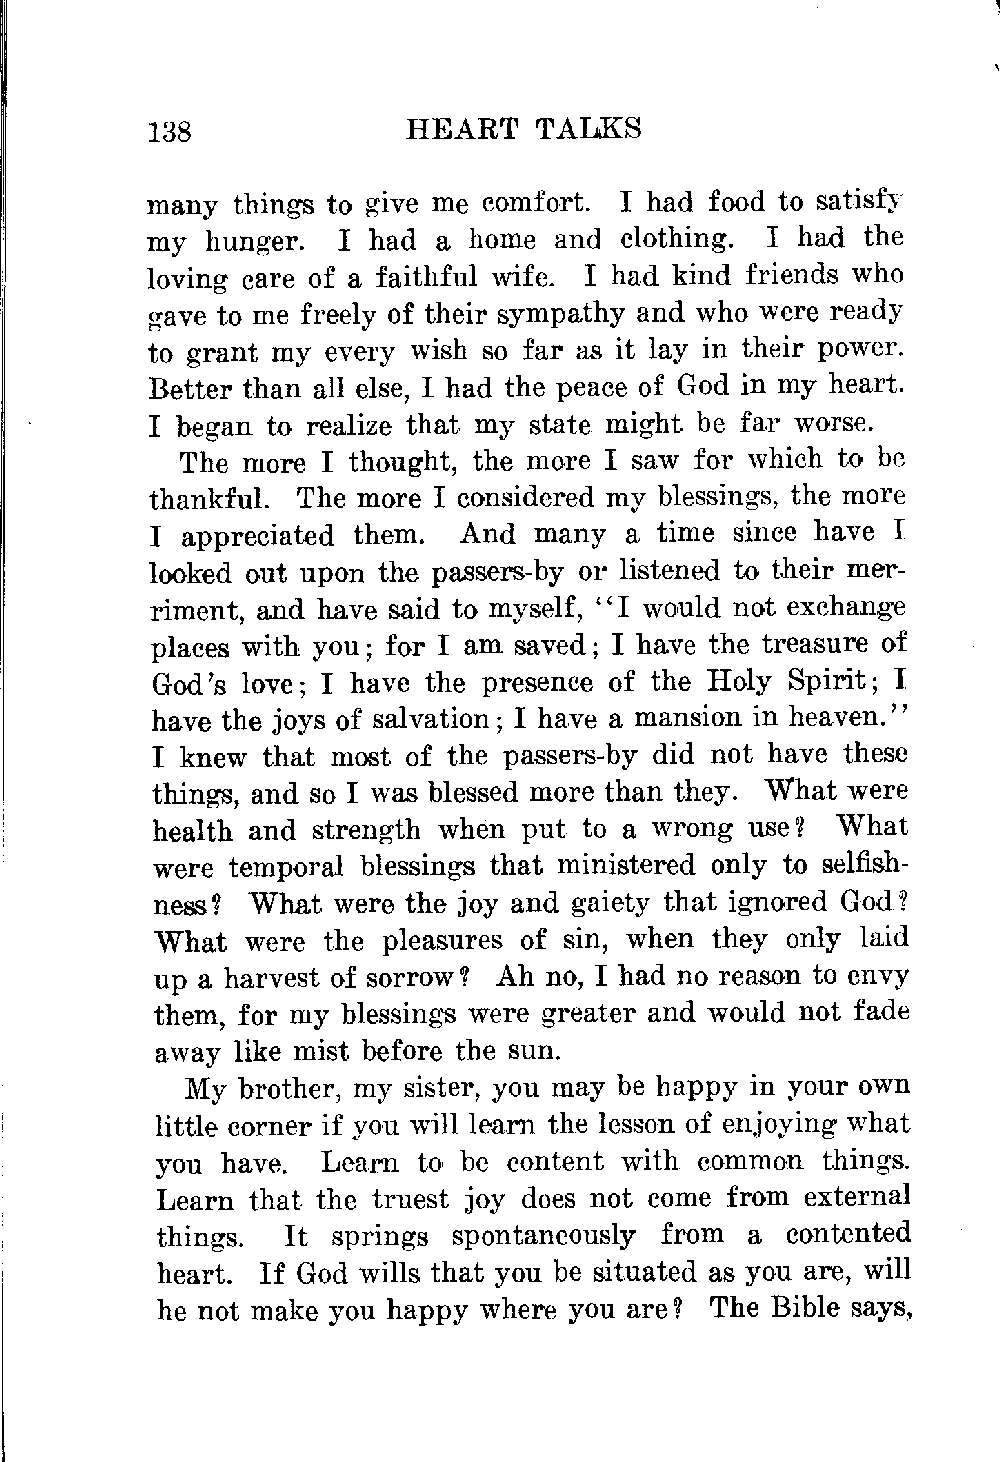 138 HEART TALKS
many things to give me comfort. I had food to satisfy
my hunger. I had a home and clothing. I had the
loving care of a faithful wife. I had kind friends who
gave to me freely of their sympathy and who were ready
to grant my every wish so far as it lay in their power.
Better than all else, I had the peace of God in my heart.
I began to realize that my state might be far worse.
The more I thought, the more I saw for which to be
thankful. The more I considered my blessings, the more
I appreciated them. And many a time since have I
looked out upon the passers-by or listened to their mer-
riment, and have said to myself, "I would not exchange
places with you; for I am saved; I have the treasure of
God's love; I have the presence of the Holy Spirit; I
have the joys of salvation; I have a mansion in heaven."
I knew that most of the passers-by did not have these
things, and so I was blessed more than they. What were
health and strength when put to a wrong use? What
were temporal blessings that ministered only to selfish-
ness? What were the joy and gaiety that ignored God?
What were the pleasures of sin, when they only laid
up a harvest of sorrow? Ah no, I had no reason to envy
them, for my blessings were greater and would not fade
away like mist before the sun.
My brother, my sister, you may be happy in your own
little corner if you will learn the lesson of enjoying what
you have. Learn to be content with common things.
Learn that the truest joy does not come from external
things. It springs spontaneously from a contented
heart. If God wills that you be situated as you are, will
he not make you happy where you are? The Bible says,